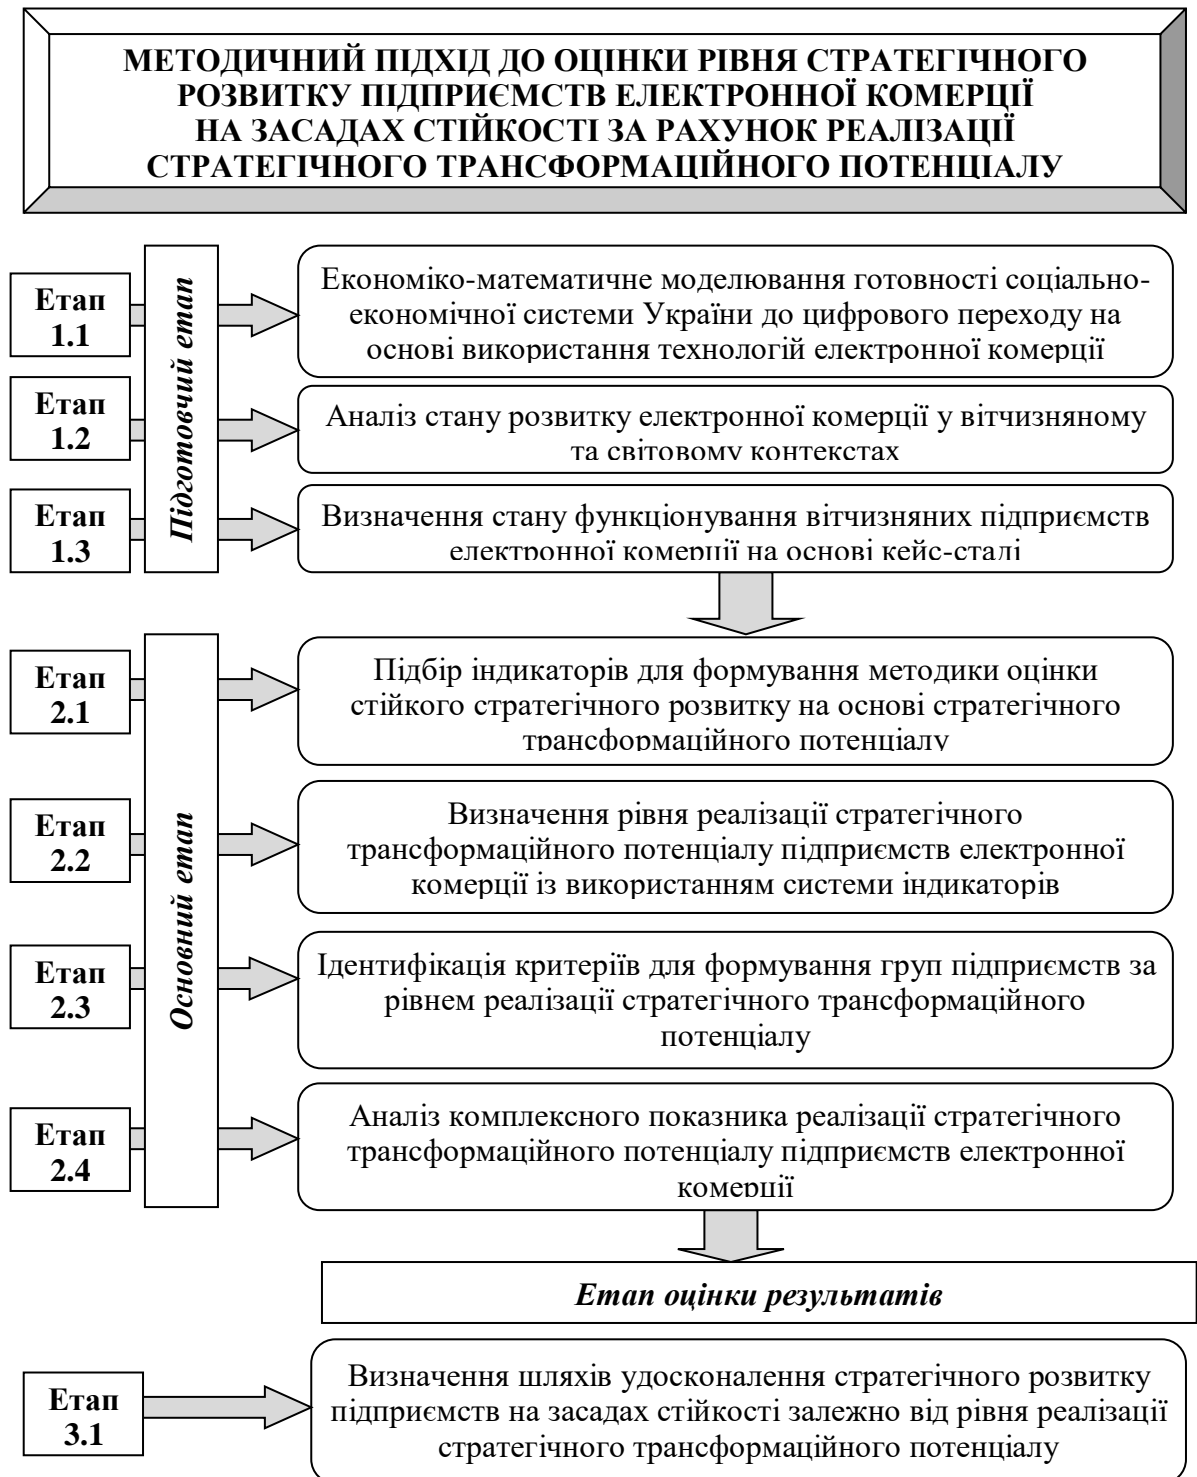 МЕТОДИЧНИЙ ПІДХІД ДО ОЦІНКИ РІВНЯ СТРАТЕГІЧНОГО
РОЗВИТКУ ПІДПРИЄМСТВ ЕЛЕКТРОННОЇ КОМЕРЦІЇ
НА ЗАСАДАХ СТІЙКОСТІ ЗА РАХУНОК РЕАЛІЗАЦІЇ
СТРАТЕГІЧНОГО ТРАНСФОРМАЦІЙНОГО ПОТЕНЦІАЛУ
Підготовчий етап
Етап
1.1
Економіко-математичне моделювання готовності соціально-
економічної системи України до цифрового переходу на
основі використання технологій електронної комерції
Етап
1.2
Аналіз стану розвитку електронної комерції у вітчизняному
та світовому контекстах
Етап
1.3
Визначення стану функціонування вітчизняних підприємств
електронної комерції на основі кейс-стаді
Основний етап
Етап
2.1
Підбір індикаторів для формування методики оцінки
стійкого стратегічного розвитку на основі стратегічного
трансформаційного потенціалу
Етап
2.2
Визначення рівня реалізації стратегічного
трансформаційного потенціалу підприємств електронної
комерції із використанням системи індикаторів
Етап
2.3
Ідентифікація критеріїв для формування груп підприємств за
рівнем реалізації стратегічного трансформаційного
потенціалу
Етап
2.4
Аналіз комплексного показника реалізації стратегічного
трансформаційного потенціалу підприємств електронної
комерції
Етап оцінки результатів
Етап
3.1
Визначення шляхів удосконалення стратегічного розвитку
підприємств на засадах стійкості залежно від рівня реалізації
стратегічного трансформаційного потенціалу